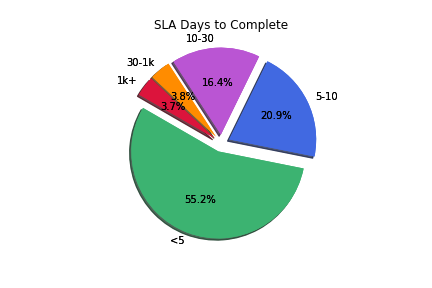 SLA Days to Complete
10-30
30-1k
1k+
5-10
16.4%
3.8%
3.7%
20.9%
55.2%
<5